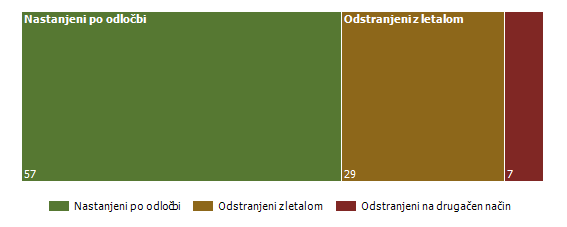 Nastanjeni po odločbi
Odstranjeni z letalom
57
29
7
Nastanjeni po odločbi
Odstranjeni z letalom
Odstranjeni na drugačen način